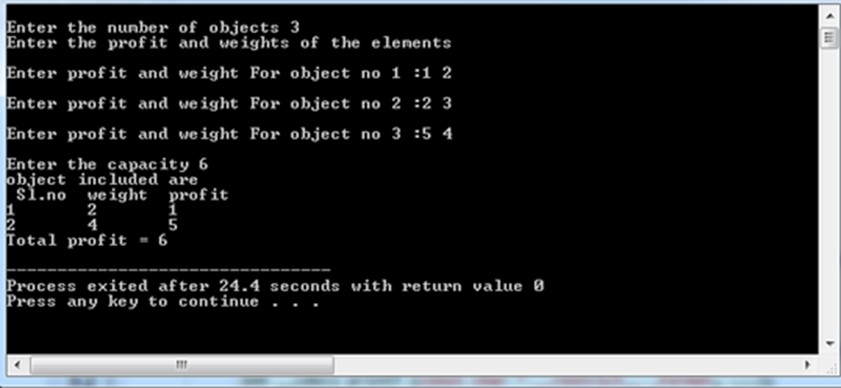 Enter the number of objects 3
Enter the profit and weights of the elements
Enter profit and weight For object no 1 :1 2
Enter profit and weight For object no 2 :2 3
Enter profit and weight For object no 3 :5 4
Enter the capacity 6
object included are
Sl.no weight profit
1 2 1
2 4 5
Total profit = 6
--------------------------------
Process exited after 24.4 seconds with return value 0
Press any key to continue . . .